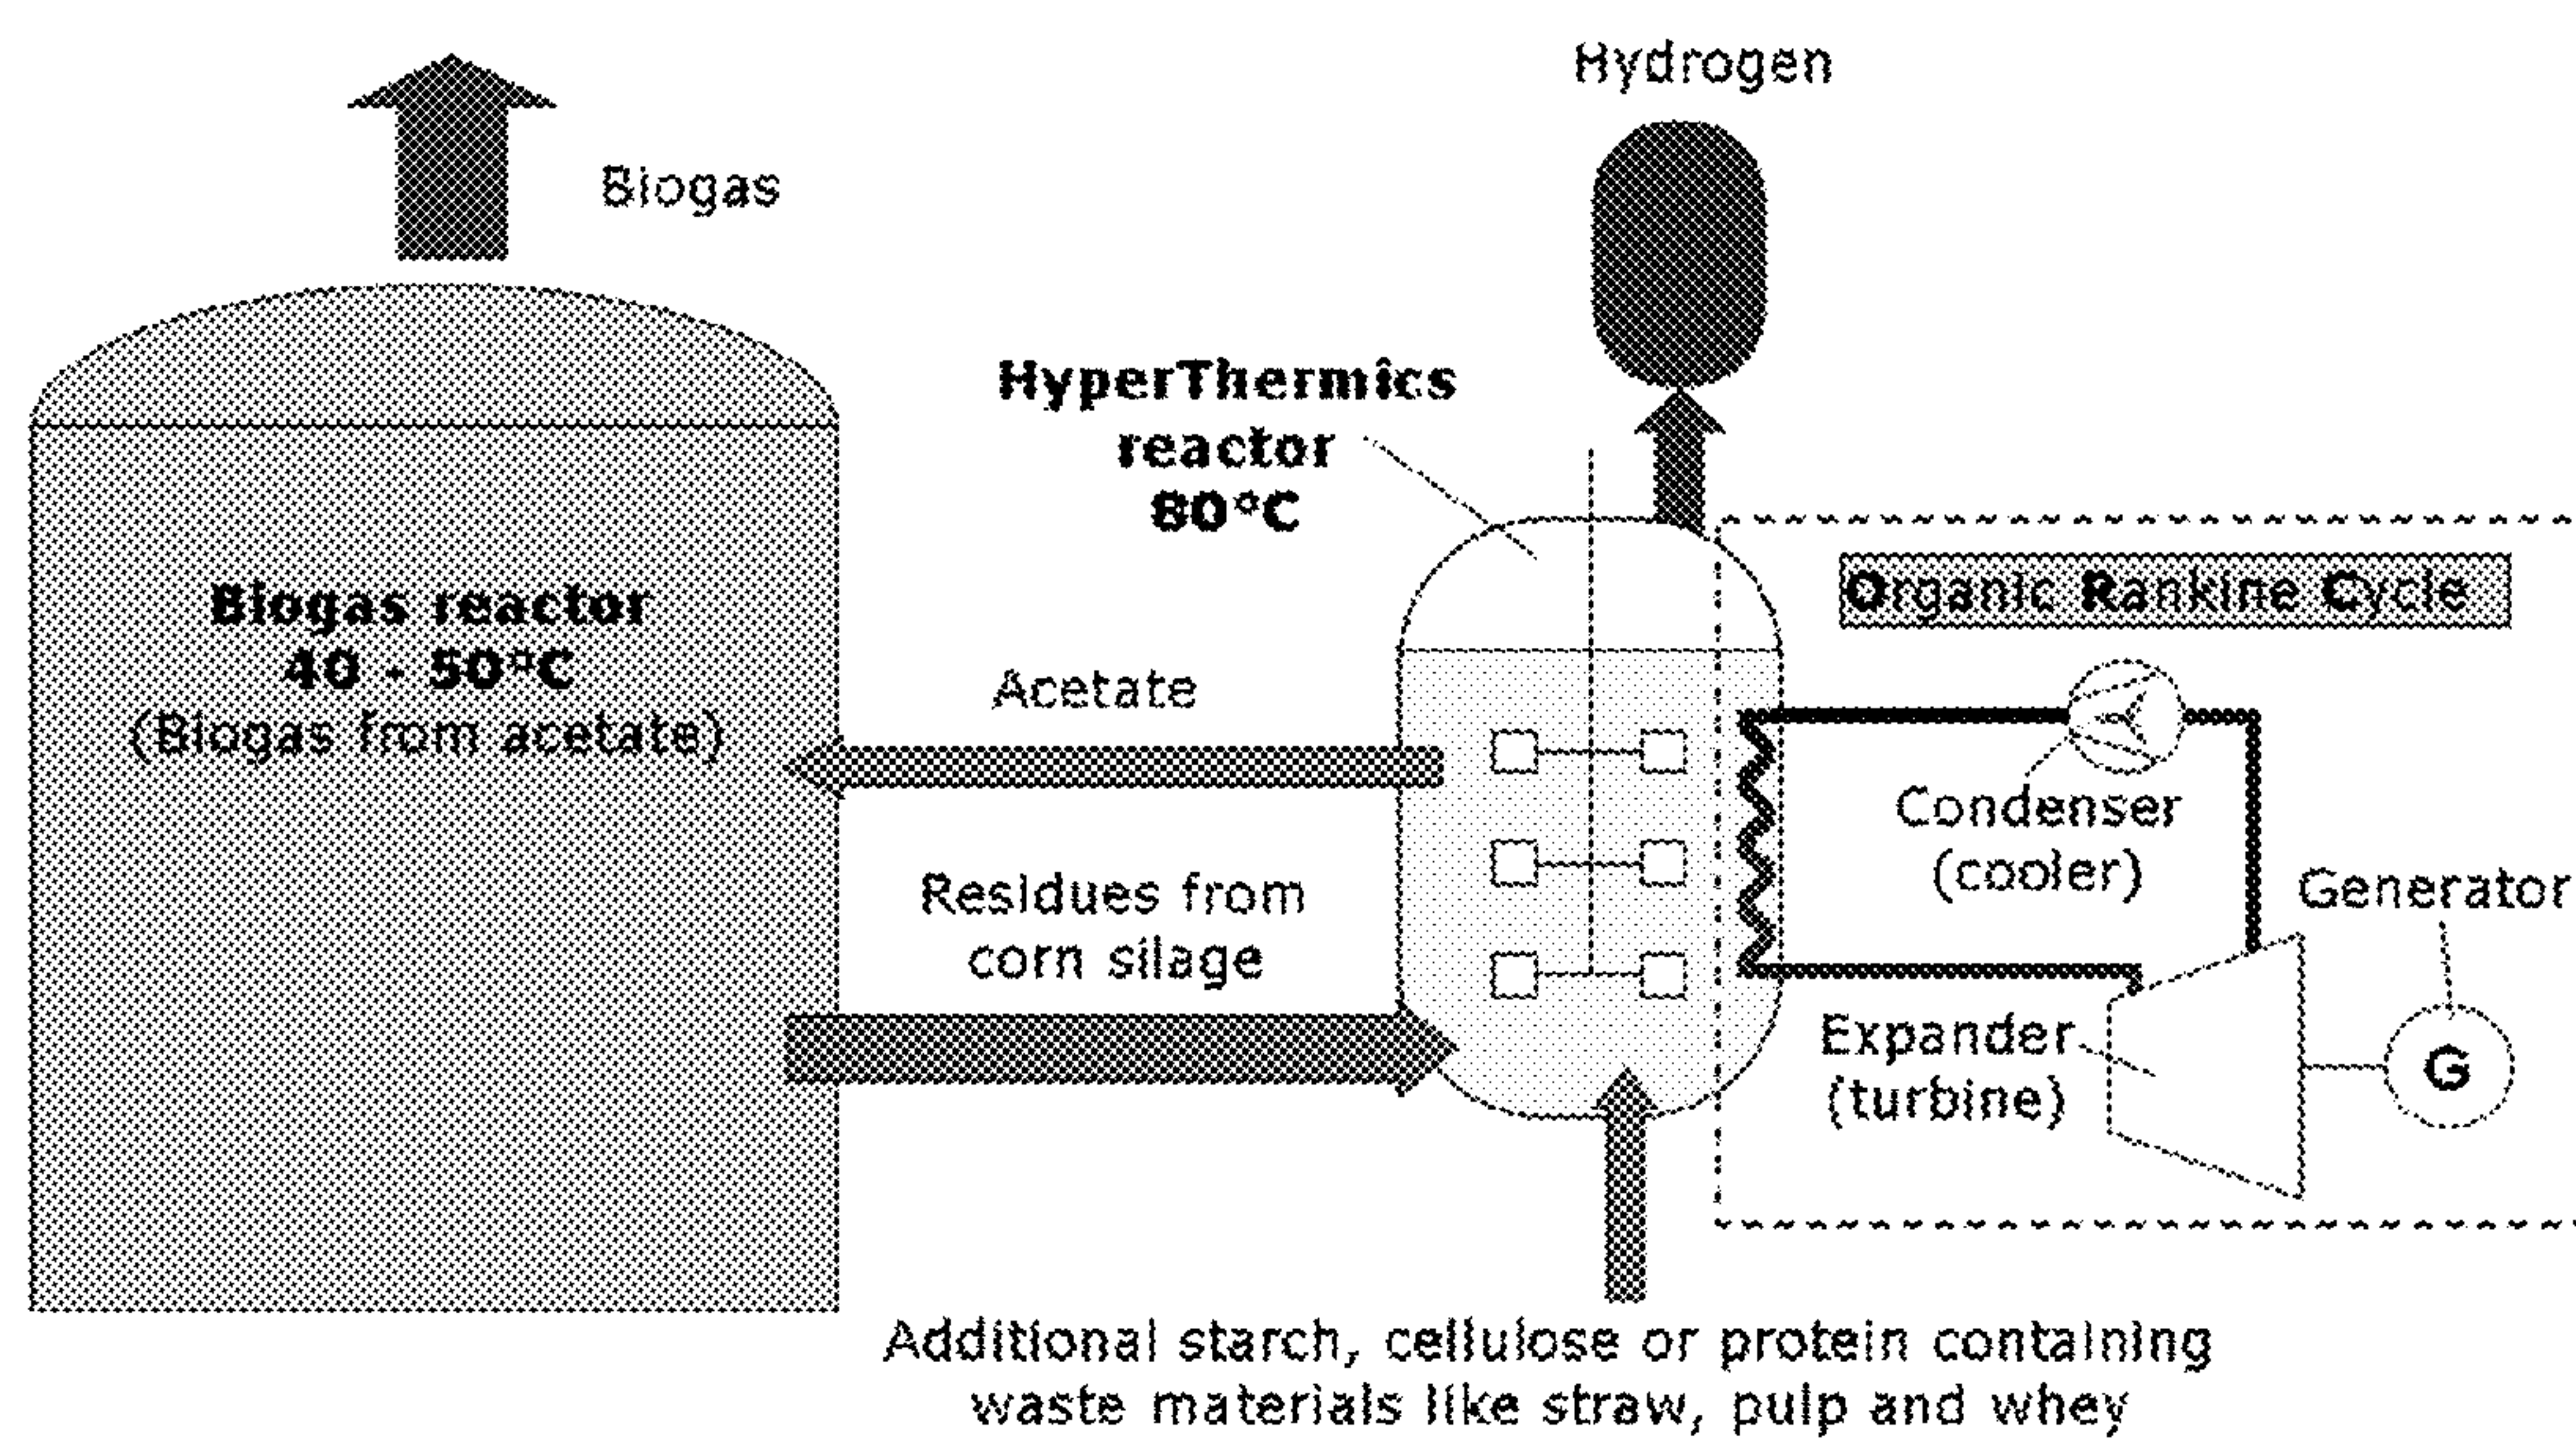 Hydrogen
Biogas
HyperThermics
reactor
80°C
Organic Rankine Cycle
Biogas reactor
40 - 50°C
(Biogas from acetate)
Acetate
Condenser
(cooler)
Residues from
corn silage
Generator
Expander
(turbine)
G
Additional starch, cellulose or protein containing
waste materials like straw, pulp and whey